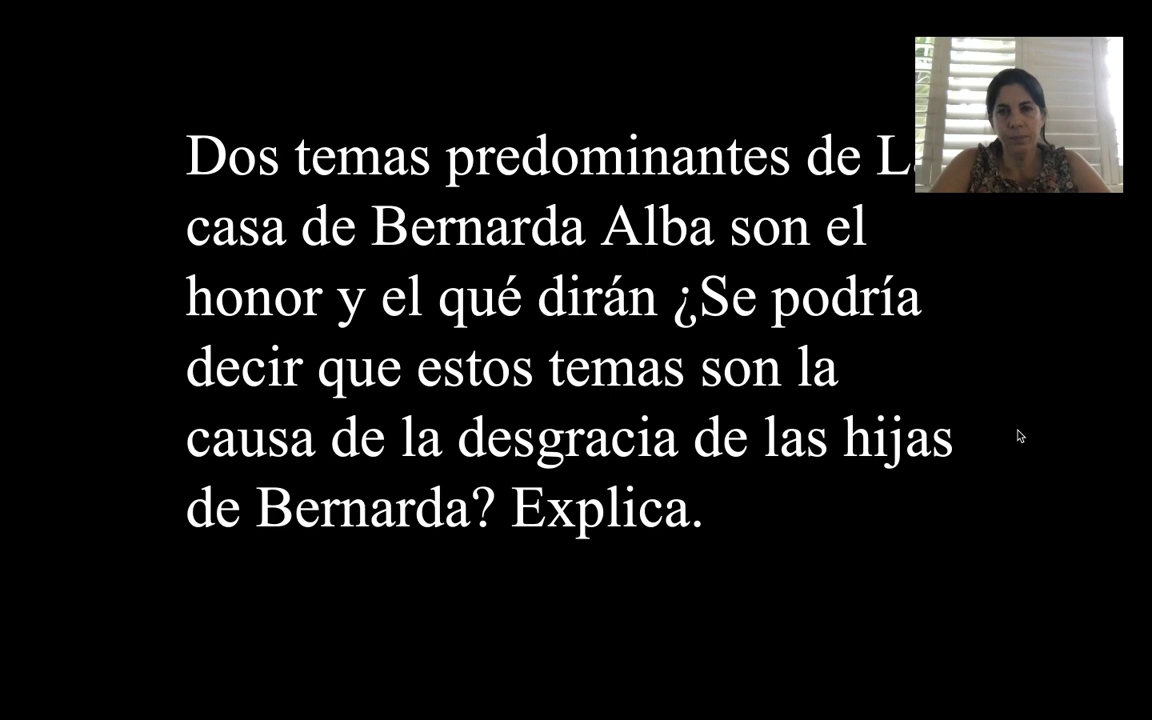 Dos temas predominantes de
casa de Bernarda Alba son el
honor y el qué dirán ¿Se podría
decir que estos temas son la
causa de la desgracia de las hijas
de Bernarda? Explica.